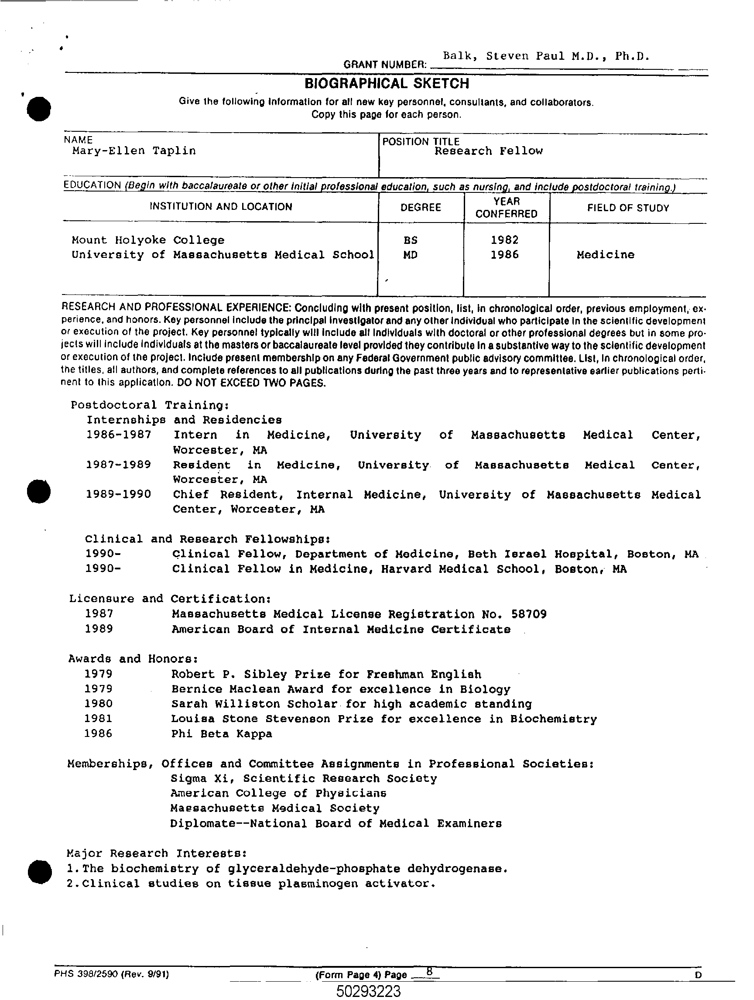 Balk, Steven Paul M.D., Ph.D.
GRANT NUMBER:
BIOGRAPHICAL SKETCH
Give the following information for all new key personnel, consultants, and collaborators.
Copy this page for each person.
NAME
Mary-Ellen Taplin
POSITION TITLE
Research Fellow
EDUCATION (Begin with baccalaureate or other initial professional education, such as nursing, and include postdoctoral training.)
INSTITUTION AND LOCATION DEGREE YEAR CONFERRED FIELD OF STUDY
Mount Holyoke College BS 1982
University of Massachusetts Medical School MD 1986 Medicine
RESEARCH AND PROFESSIONAL EXPERIENCE: Concluding with present position, list, in chronological order, previous employment, ex-
perience, and honors. Key personnel include the principal investigator and any other individual who participate in the scientific development
or execution of the project. Key personnel typically will include all individuals with doctoral or other professional degrees but in some pro-
jects will include individuals at the masters or baccalaureate level provided they contribute in a substantive way to the scientific development
or execution of the project. Include present membership on any Federal Government public advisory committee. List, in chronological order,
the titles, all authors, and complete references to all publications during the past three years and to representative earlier publications perti-
nent to this application. DO NOT EXCEED TWO PAGES.
Postdoctoral Training:
Internships and Residencies
1986-1987 Intern in Medicine, University of Massachusetts Medical Center,
Worcester, MA
1987-1989 Resident in Medicine, University of Massachusetts Medical Center,
Worcester, MA
1989-1990 Chief Resident, Internal Medicine, University of Massachusetts Medical
Center, Worcester, MA
Clinical and Research Fellowships:
1990- Clinical Fellow, Department of Medicine, Beth Israel Hospital, Boston, MA
1990- Clinical Fellow in Medicine, Harvard Medical School, Boston, MA
Licensure and Certification:
1987 Massachusetts Medical License Registration No. 58709
1989 American Board of Internal Medicine Certificate
Awards and Honors:
1979 Robert P. Sibley Prize for Freshman English
1979 Bernice Maclean Award for excellence in Biology
1980 Sarah Williston Scholar for high academic standing
1981 Louisa Stone Stevenson Prize for excellence in Biochemistry
1986 Phi Beta Kappa
Memberships, Offices and Committee Assignments in Professional Societies:
Sigma Xi, Scientific Research Society
American College of Physicians
Massachusetts Medical Society
Diplomate--National Board of Medical Examiners
Major Research Interests:
1.The biochemistry of glyceraldehyde-phosphate dehydrogenase.
2.Clinical studies on tissue plasminogen activator.
PHS 398/2590 (Rev. 9/91) (Form Page 4) Page 8 D
50293223